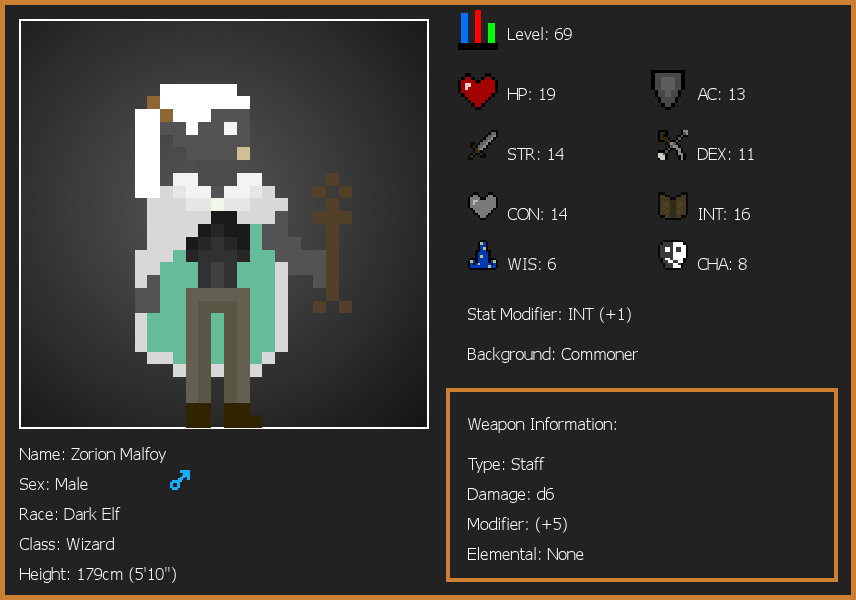 Level: 69
HP: 19
AC: 13
STR: 14
DEX: 11
CON: 14
INT: 16
WIS: 6
CHA: 8
Stat Modifier: INT (+1)
Background: Commoner
Weapon Information:
Type: Staff
Damage: d6
Modifier: (+5)
Elemental: None
Name: Zorion Malfoy
Sex: Male
Race: Dark Elf
Class: Wizard
Height: 179cm (5'10")